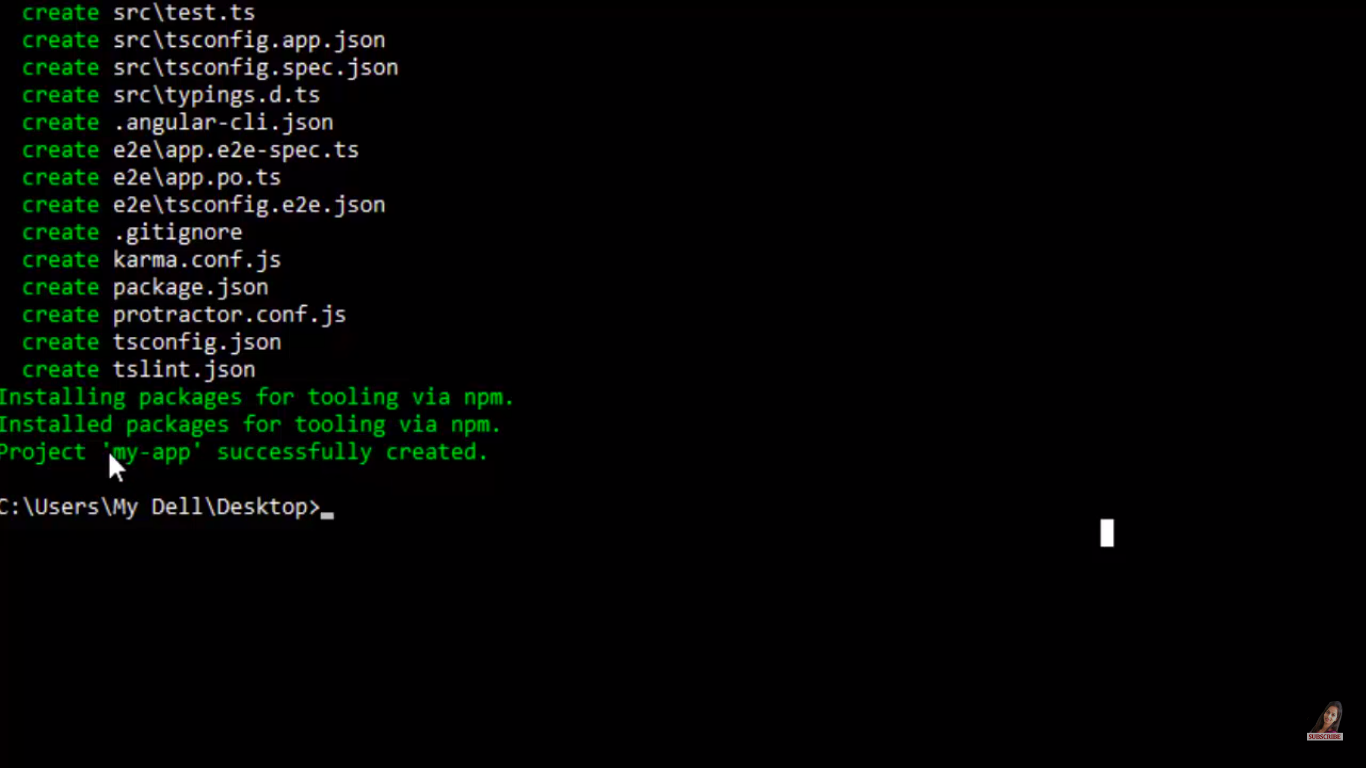 create src\test.ts
create src\tsconfig.app.json
create src\tsconfig.spec.json
create src\typings.d.ts
create .angular-cli.json
create e2e\app.e2e-spec.ts
create e2e\app.po.ts
create e2e\tsconfig.e2e.json
create .gitignore
create karma.conf.js
create package.json
create protractor.conf.js
create tsconfig.json
create tslint.json
Installing packages for tooling via npm.
Installed packages for tooling via npm.
Project 'my-app' successfully created.
C:\Users\My Dell\Desktop>_
SUBSCRIBE